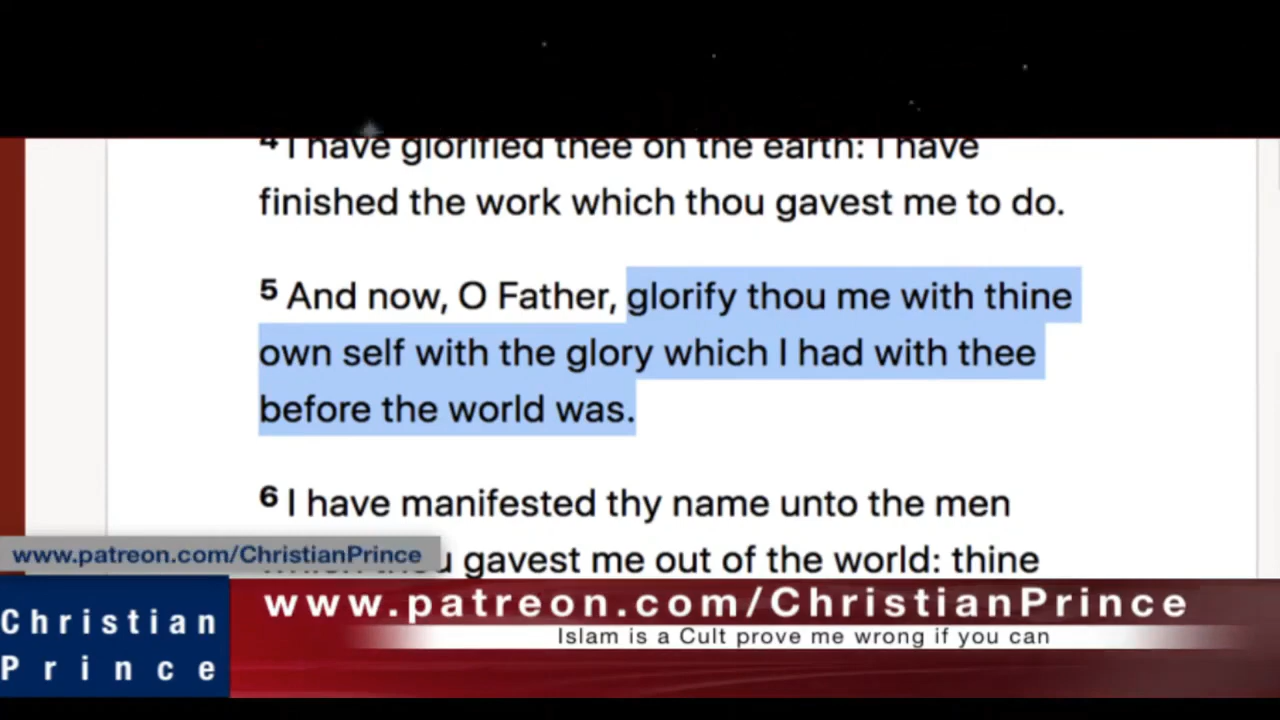 4 I have glorified thee on the earth: I have
finished the work which thou gavest me to do.
5 And now, O Father, glorify thou me with thine
own self with the glory which I had with thee
before the world was.
6 I have manifested thy name unto the men
gavest me out of the world: thine
www.patreon.com/ChristianPrince
Christian
Prince
www.patreon.com/ChristianPrince
Islam is a Cult prove me wrong if you can